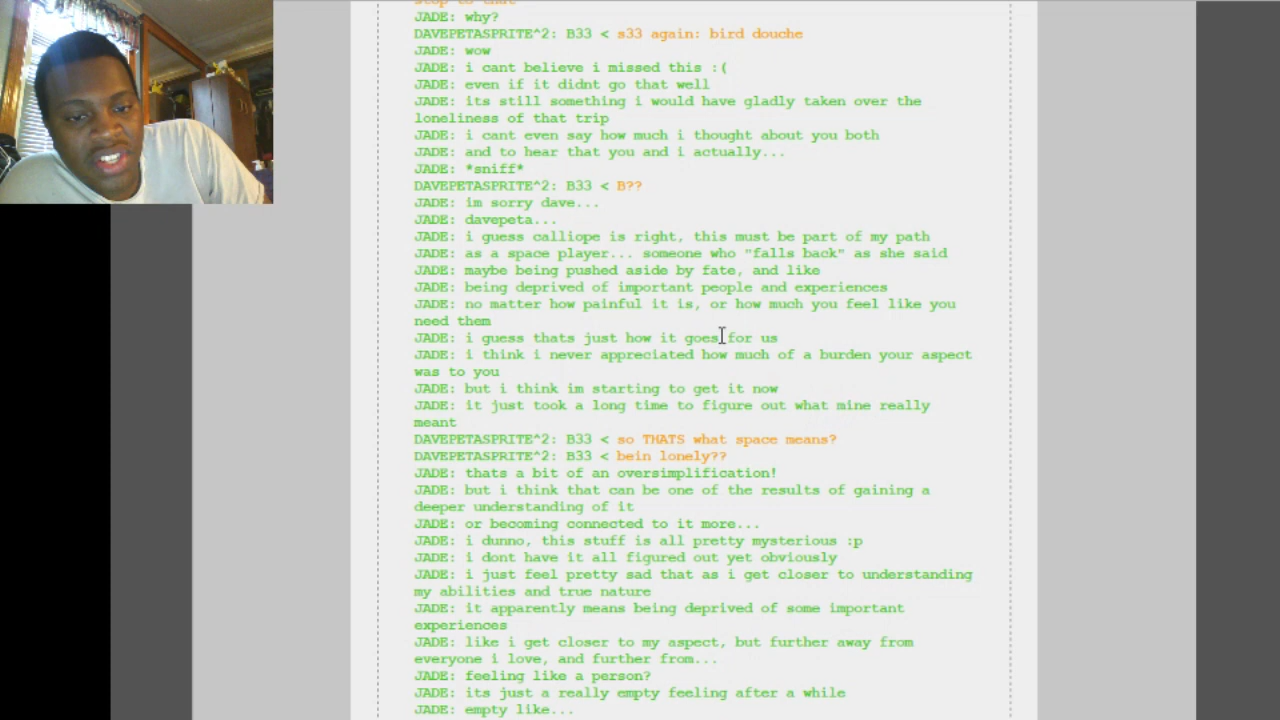 stop to that
JADE: why?
DAVEPETASPRITE^2: B33 < s33 again: bird douche
JADE: wow
JADE: i cant believe i missed this :(
JADE: even if it didnt go that well
JADE: its still something i would have gladly taken over the
loneliness of that trip
JADE: i cant even say how much i thought about you both
JADE: and to hear that you and i actually...
JADE: *sniff*
DAVEPETASPRITE^2: B33 < B??
JADE: im sorry dave...
JADE: davepeta...
JADE: i guess calliope is right, this must be part of my path
JADE: as a space player... someone who "falls back" as she said
JADE: maybe being pushed aside by fate, and like
JADE: being deprived of important people and experiences
JADE: no matter how painful it is, or how much you feel like you
need them
JADE: i guess thats just how it goes for us
JADE: i think i never appreciated how much of a burden your aspect
was to you
JADE: but i think im starting to get it now
JADE: it just took a long time to figure out what mine really
meant
DAVEPETASPRITE^2: B33 < so THATS what space means?
DAVEPETASPRITE^2: B33 < bein lonely??
JADE: thats a bit of an oversimplification!
JADE: but i think that can be one of the results of gaining a
deeper understanding of it
JADE: or becoming connected to it more...
JADE: i dunno, this stuff is all pretty mysterious :p
JADE: i dont have it all figured out yet obviously
JADE: i just feel pretty sad that as i get closer to understanding
my abilities and true nature
JADE: it apparently means being deprived of some important
experiences
JADE: like i get closer to my aspect, but further away from
everyone i love, and further from...
JADE: feeling like a person?
JADE: its just a really empty feeling after a while
JADE: empty like...